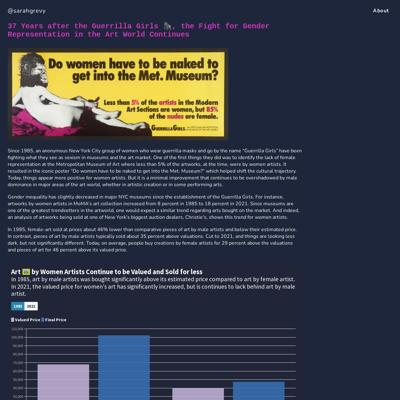 @sarahgrevy
About
37 Years after the Guerrilla Girls 🦍, the Fight for Gender
Representation in the Art World Continues
Do women have to be naked to
get into the Met. Museum?
Less than 5% of the artists in the Modern
Art Sections are women, but 85%
of the nudes are female.
GUERRILLA GIRLS
Since 1985, an anonymous New York City group of women who wear guerrilla masks and go by the name "Guerrilla Girls" have been
fighting what they see as sexism in museums and the art market. One of the first things they did was to identify the lack of female
representation at the Metropolitan Museum of Art where less than 5% of the artworks, at the time, were by women artists. It
resulted in the iconic poster "Do women have to be naked to get into the Met. Museum?" which helped shift the cultural trajectory.
Today, things appear more positive for women artists. But it is a minimal improvement that continues to be overshadowed by male
dominance in major areas of the art world, whether in artistic creation or in some performing arts.
Gender inequality has slightly decreased in major NYC museums since the establishment of the Guerrilla Girls. For instance,
artworks by women artists in MoMA's art collection increased from 8 percent in 1985 to 18 percent in 2021. Since museums are
one of the greatest trendsetters in the artworld, one would expect a similar trend regarding arts bought on the market. And indeed,
an analysis of artworks being sold at one of New York's biggest auction dealers, Christie's, shows this trend for women artists.
In 1985, female-art sold at prices about 46% lower than comparative pieces of art by male artists and below their estimated price.
In contrast, pieces of art by male artists typically sold about 35 percent above valuations. Cut to 2021, and things are looking less
dark, but not significantly different. Today, on average, people buy creations by female artists for 29 percent above the valuations
and pieces of art for 46 percent above its valued price.
Art by Women Artists Continue to be Valued and Sold for less
In 1985, art by male artists was bought significantly above its estimated price compared to art by female artist.
In 2021, the valued price for women's art has significantly increased, but is continues to lack behind art by male
artist.
1985 2021
Valued Price Final Price
110,000
100,000
90,000
80,000
70,000
60,000
50,000
40,000
30,000